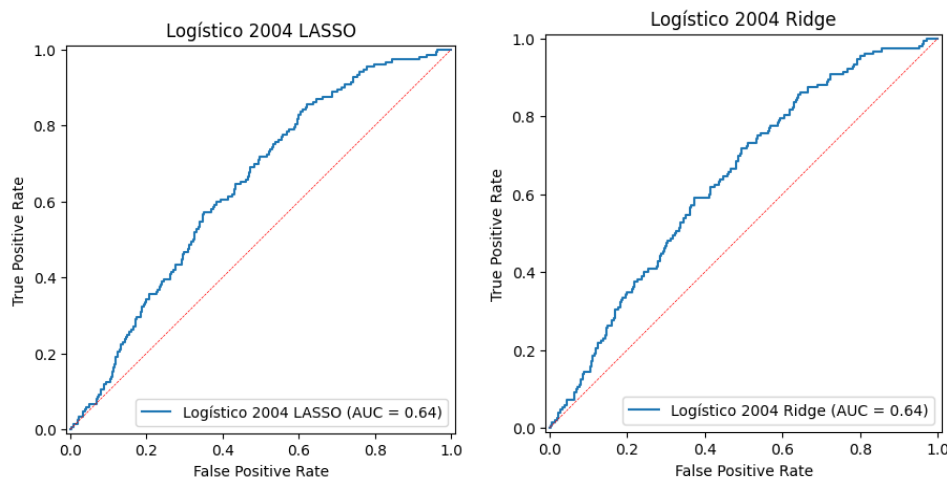 Logístico 2004 LASSO
1.0
0.8
0.6
0.4
0.2
0.0
True Positive Rate
Logístico 2004 LASSO (AUC = 0.64)
0.0 0.2 0.4 0.6 0.8 1.0
False Positive Rate
Logístico 2004 Ridge
1.0
0.8
0.6
0.4
0.2
0.0
True Positive Rate
Logístico 2004 Ridge (AUC = 0.64)
0.0 0.2 0.4 0.6 0.8 1.0
False Positive Rate